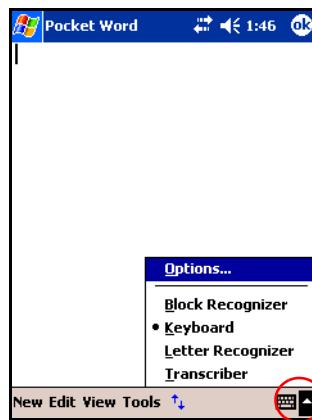 Pocket Word 1:46 ok
Options...
Block Recognizer
Keyboard
Letter Recognizer
Transcriber
New Edit View Tools